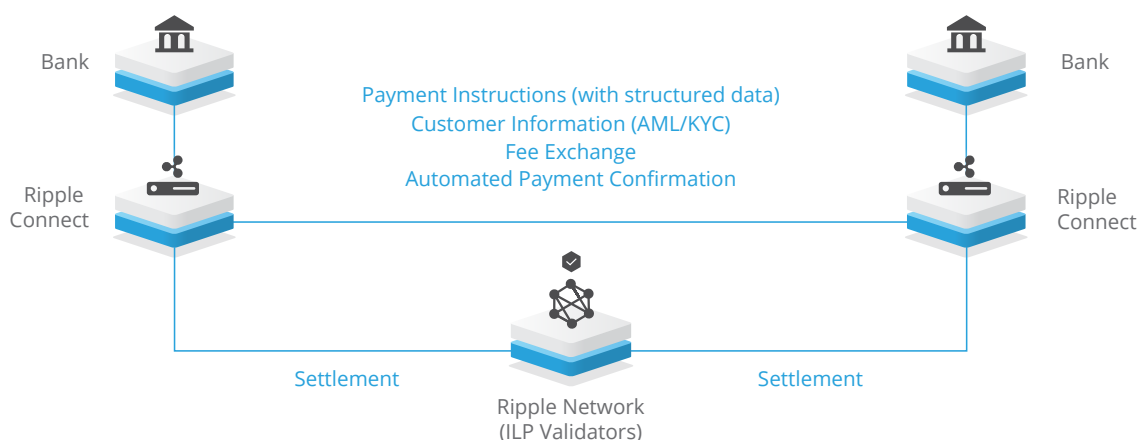 Bank
Bank
Payment Instructions (with structured data)
Customer Information (AML/KYC)
Fee Exchange
Automated Payment Confirmation
Ripple
Connect
Ripple
Connect
Settlement
Settlement
Ripple Network
(ILP Validators)